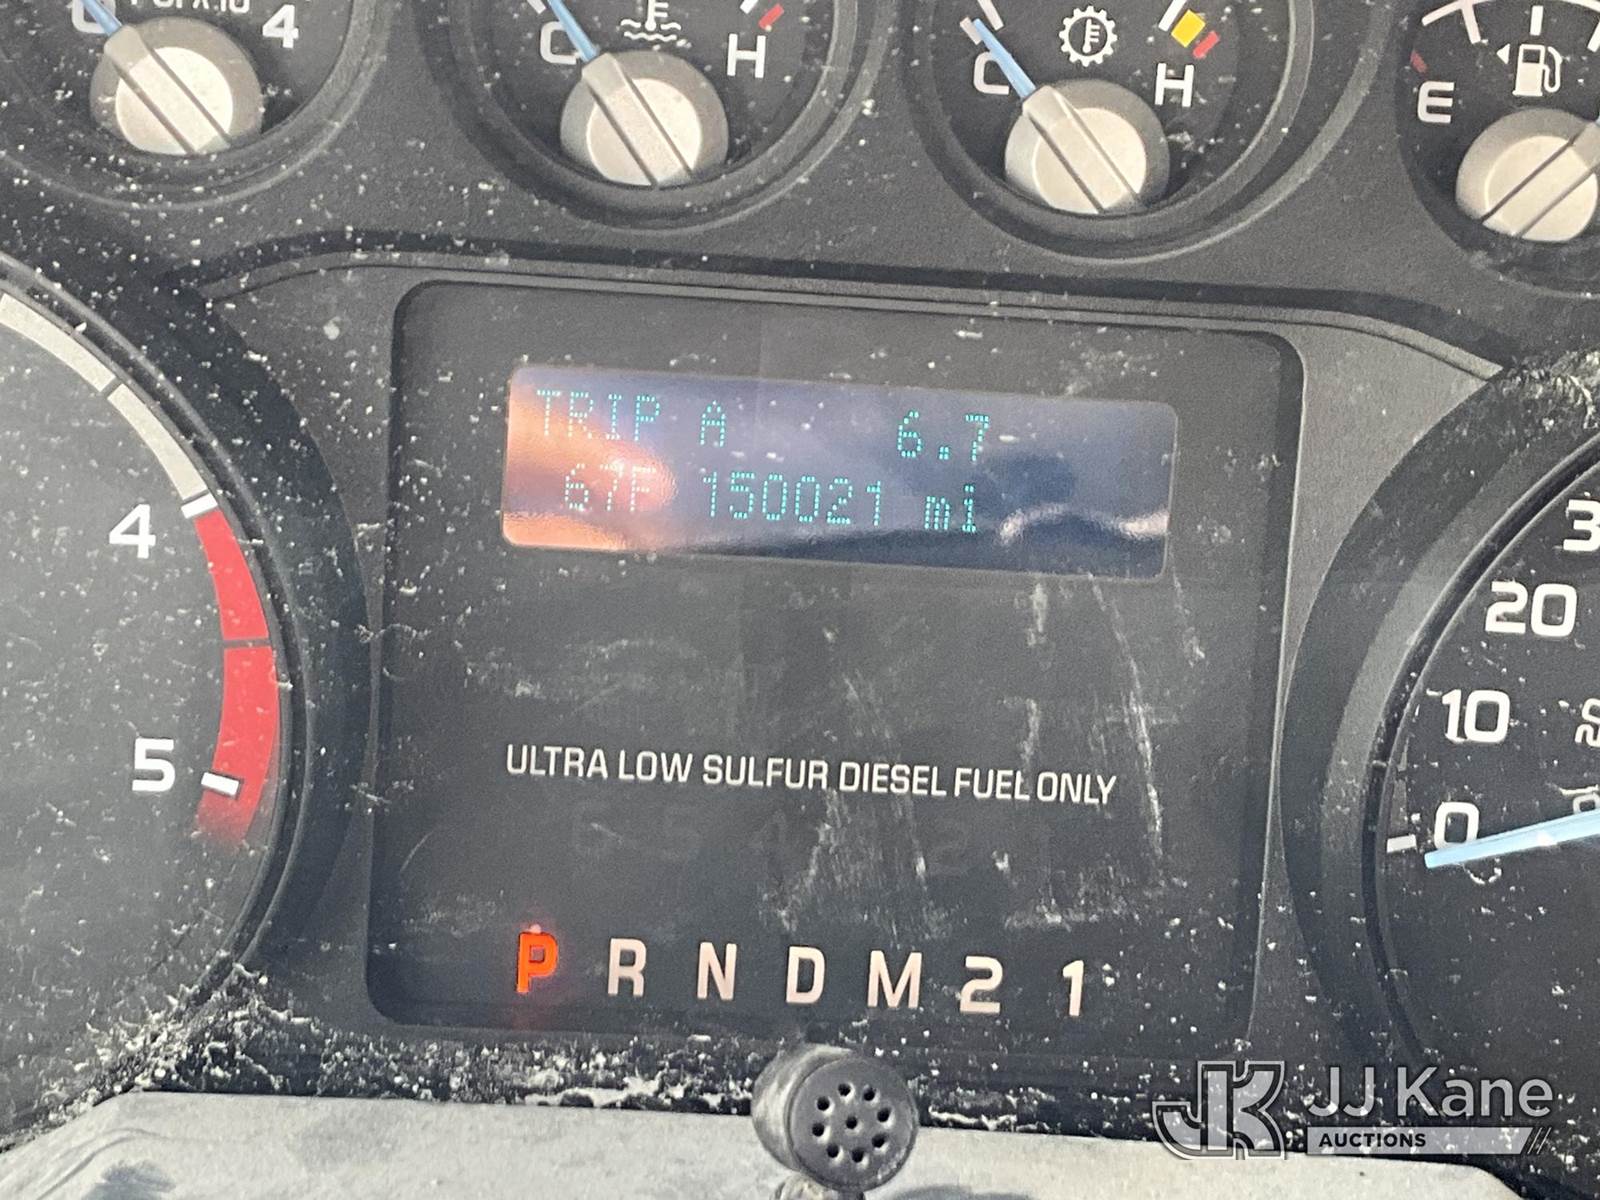 4
C H
C H
E
TRIP A 6.7
67F 150021 mi
4
5
20
10
0
ULTRA LOW SULFUR DIESEL FUEL ONLY
P R N D M 2 1
JK JJ Kane
AUCTIONS